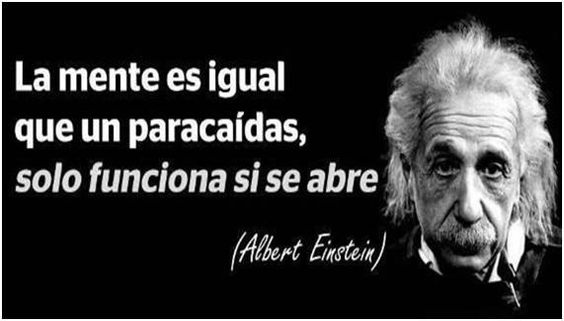 La mente es igual
que un paracaídas,
solo funciona si se abre
(Albert Einstein)